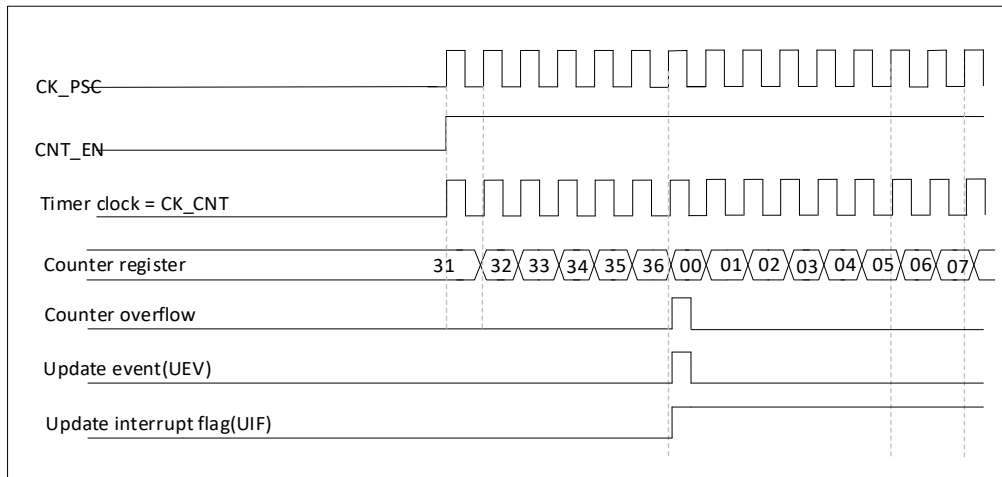 CK_PSC
CNT_EN
Timer clock = CK_CNT
Counter register 31 32 33 34 35 36 00 01 02 03 04 05 06 07
Counter overflow
Update event(UEV)
Update interrupt flag(UIF)